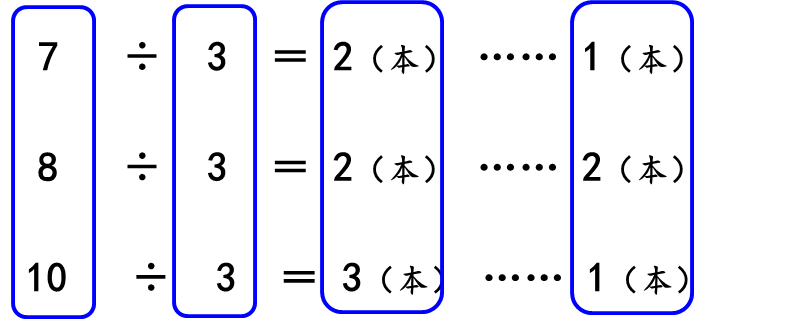 7 ÷ 3 = 2（本） …… 1（本）
8 ÷ 3 = 2（本） …… 2（本）
10 ÷ 3 = 3（本） …… 1（本）